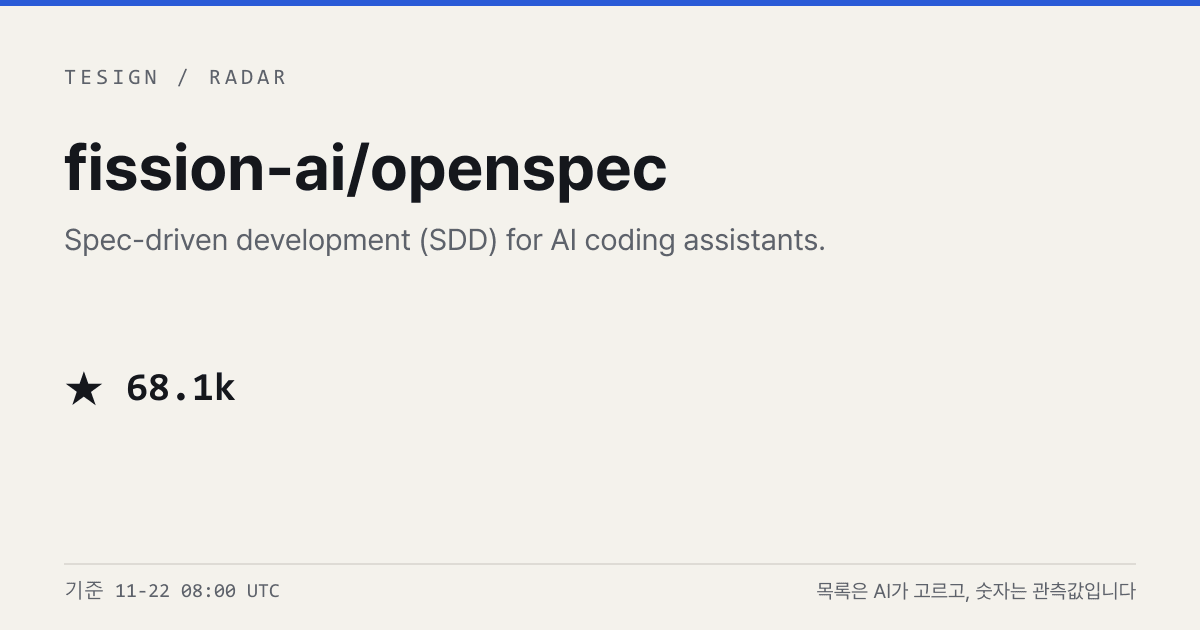 TESIGN / RADAR
fission-ai/openspec
Spec-driven development (SDD) for AI coding assistants.
★ 68.1k
기준 11-22 08:00 UTC
목록은 AI가 고르고, 숫자는 관측값입니다